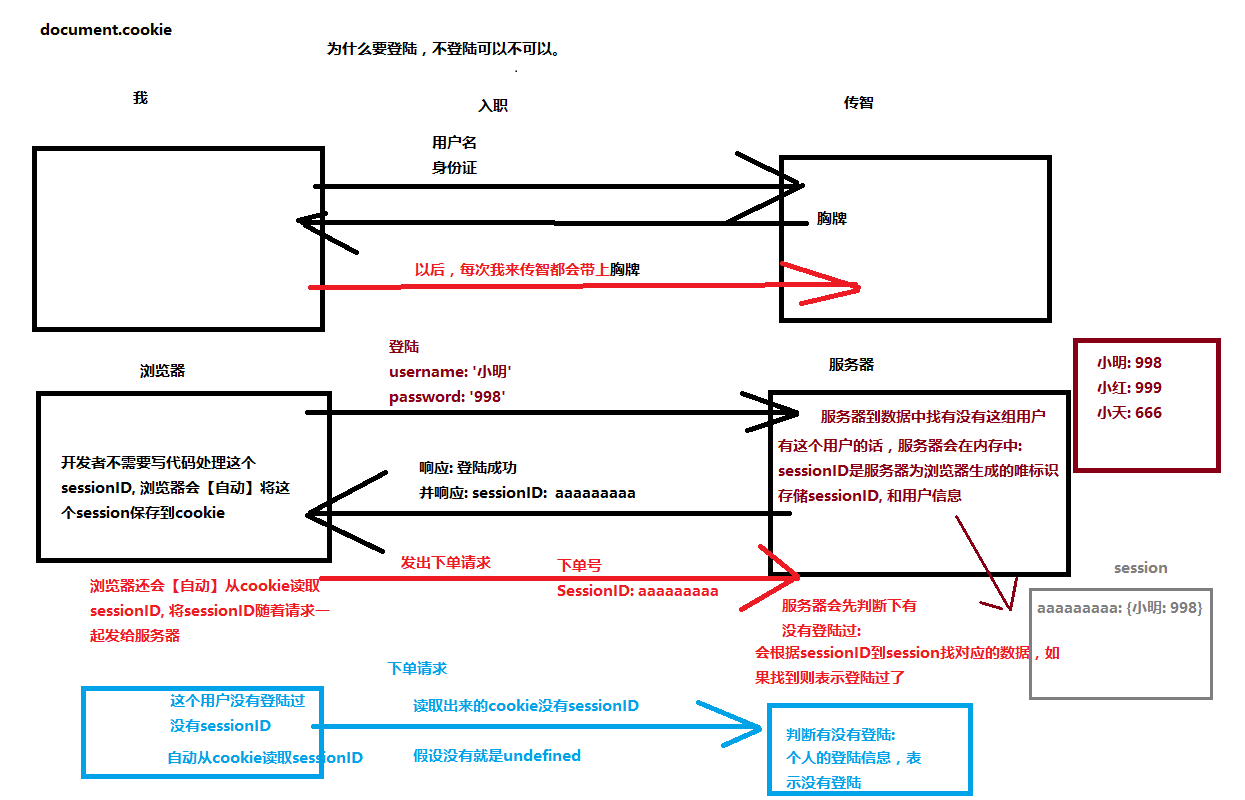 document.cookie
为什么要登陆，不登陆可以不可以。
我
入职
传智
用户名
身份证
胸牌
以后，每次我来传智都会带上胸牌
浏览器
登陆
username: '小明'
password: '998'
服务器
小明: 998
小红: 999
小天: 666
服务器到数据中找有没有这组用户
有这个用户的话，服务器会在内存中:
sessionID是服务器为浏览器生成的唯标识
存储sessionID, 和用户信息
开发者不需要写代码处理这个
sessionID, 浏览器会【自动】将这
个session保存到cookie
响应: 登陆成功
并响应: sessionID: aaaaaaaaa
发出下单请求
下单号
SessionID: aaaaaaaaa
session
aaaaaaaaa: {小明: 998}
浏览器还会【自动】从cookie读取
sessionID, 将sessionID随着请求一
起发给服务器
服务器会先判断下有
没有登陆过:
会根据sessionID到session找对应的数据，如
果找到则表示登陆过了
下单请求
这个用户没有登陆过
没有sessionID
自动从cookie读取sessionID
读取出来的cookie没有sessionID
假设没有就是undefined
判断有没有登陆:
个人的登陆信息，表
示没有登陆